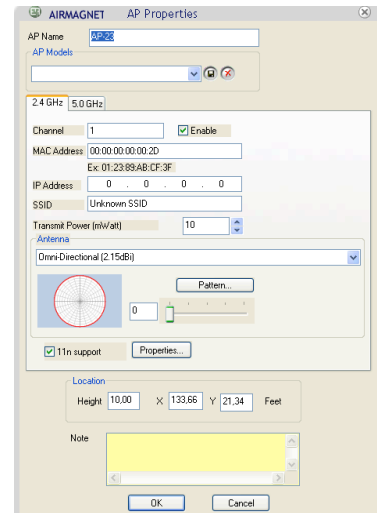 AIRMAGNET AP Properties
AP Name AP-23
AP Models
2.4 GHz 5.0 GHz
Channel 1 Enable
MAC Address 00:00:00:00:00:2D
Ex: 01:23:89:AB:CF:3F
IP Address 0 . 0 . 0 . 0
SSID Unknown SSID
Transmit Power (mWatt) 10
Antenna
Omni-Directional (2.15dBi)
Pattern...
0
11n support Properties...
Location
Height 10,00 X 133,66 Y 21,34 Feet
Note
OK Cancel